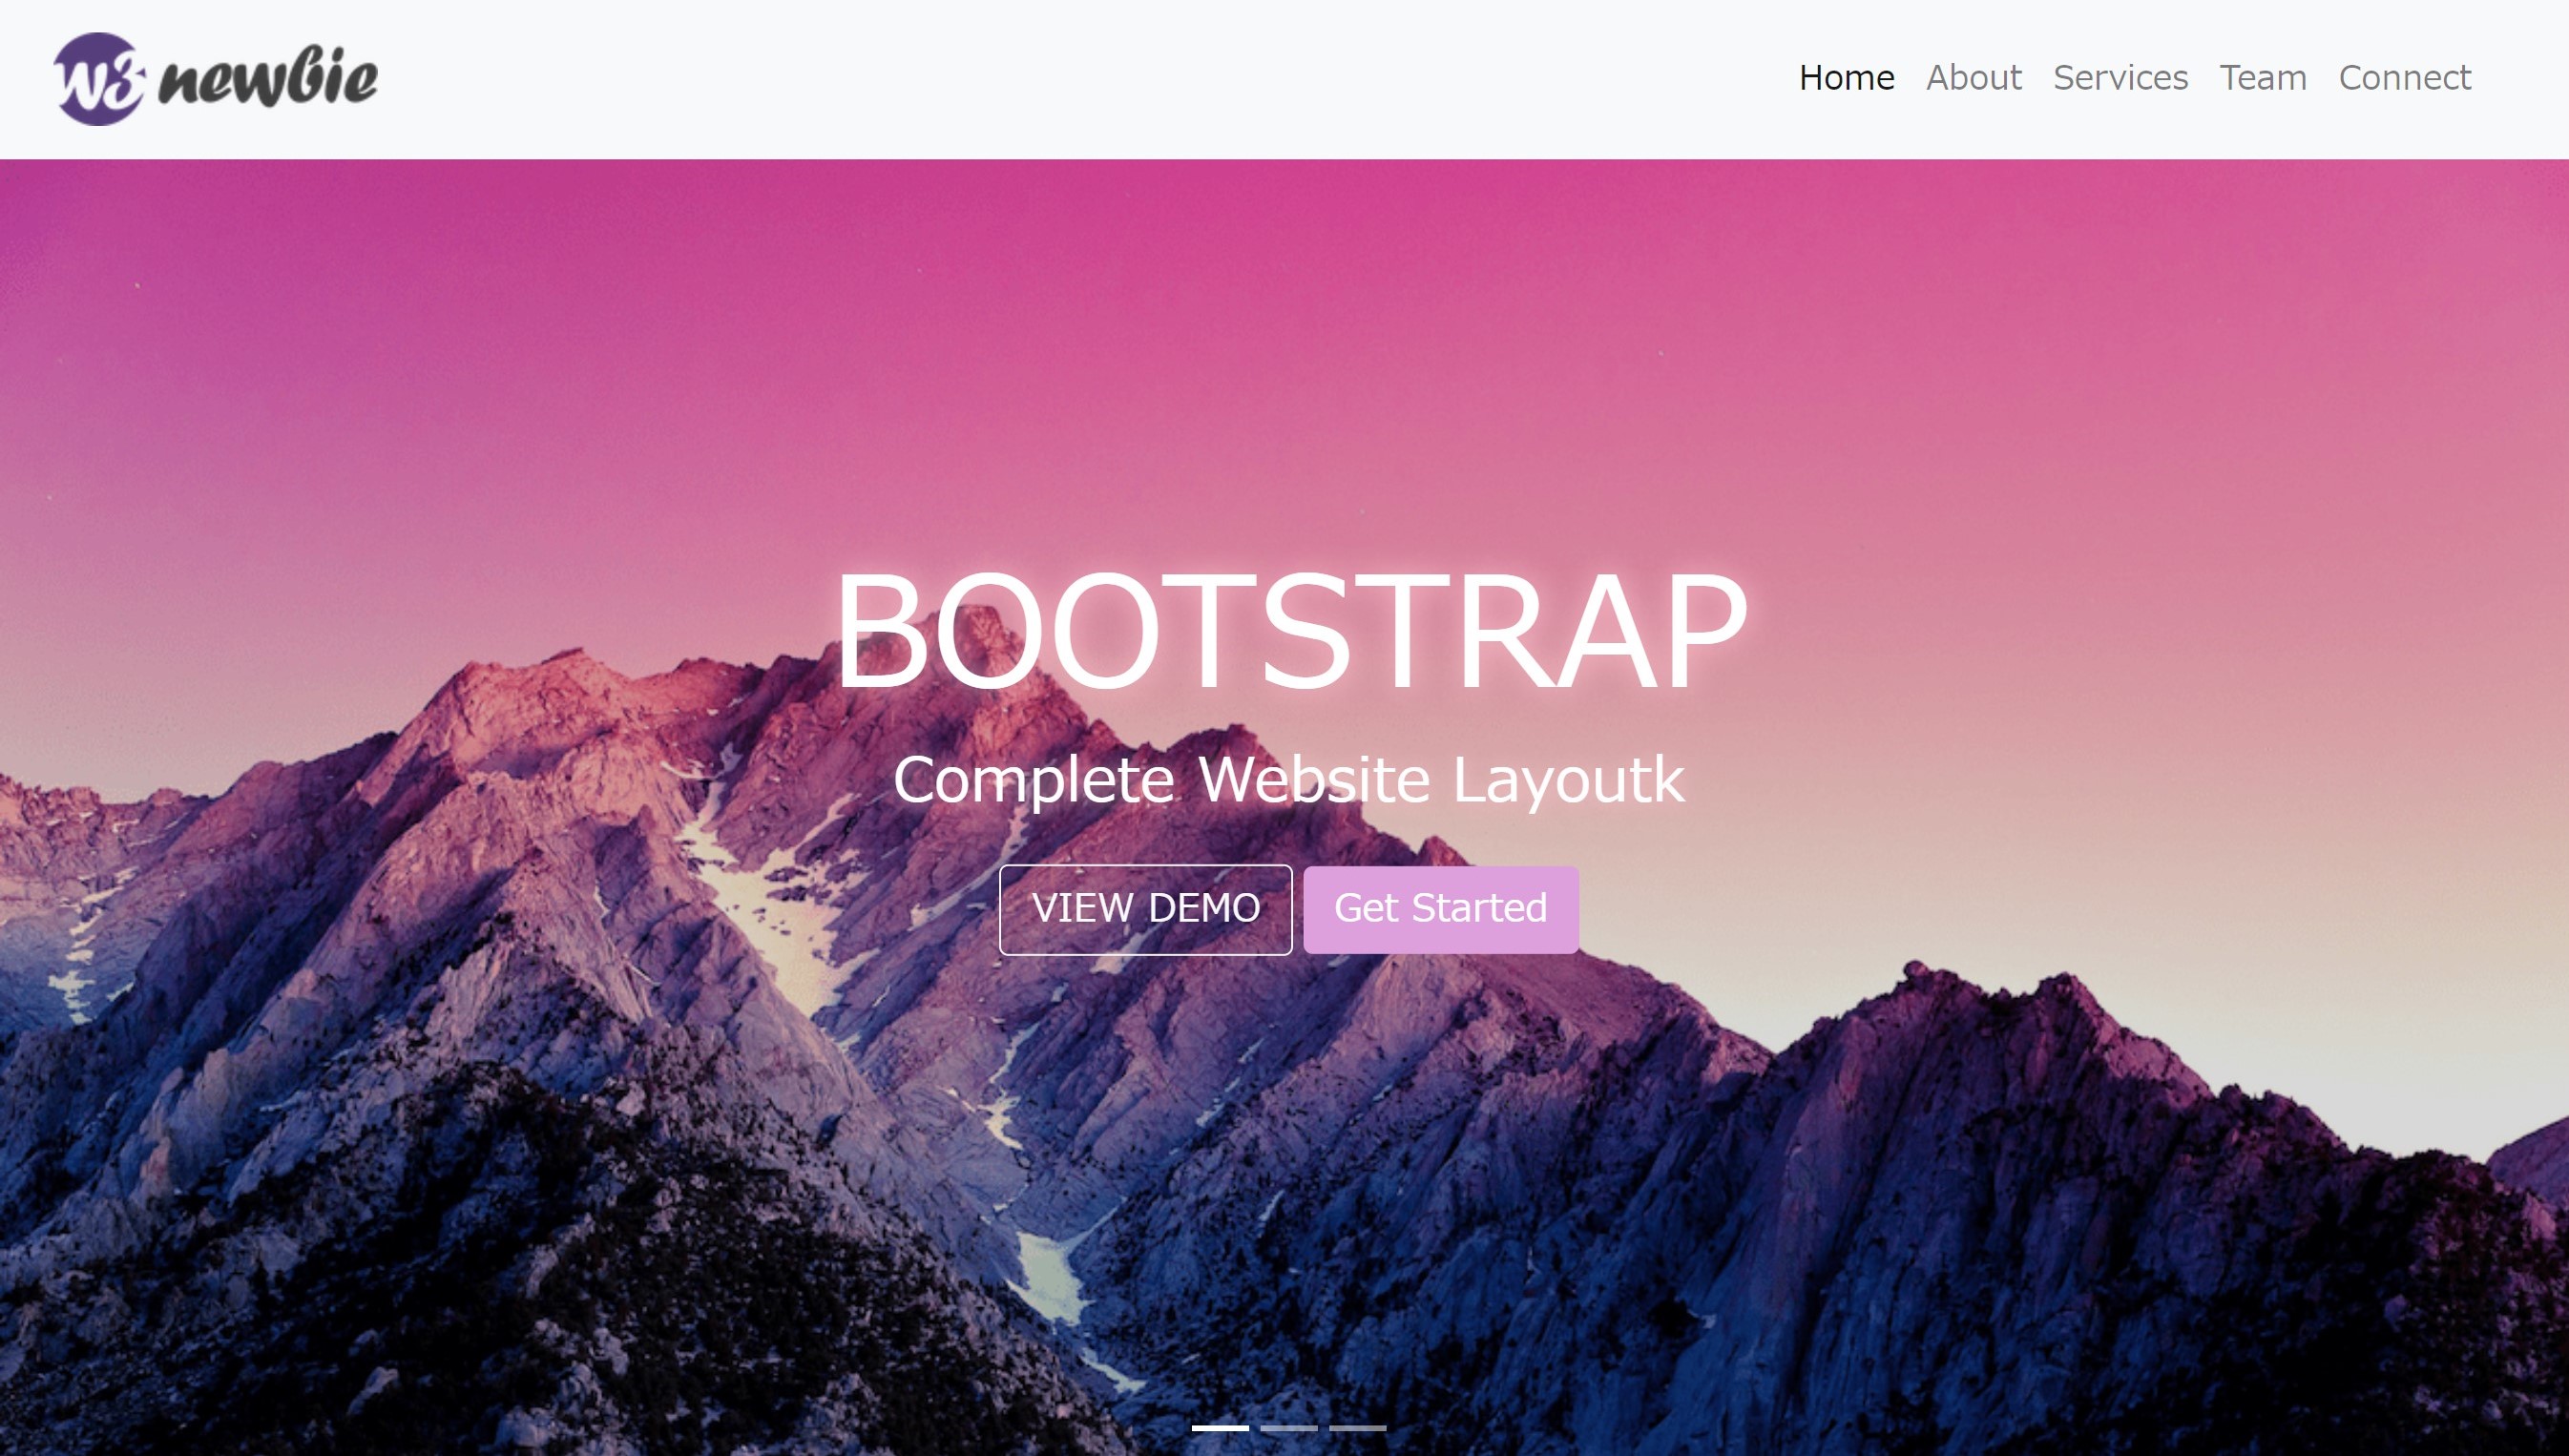 W3 newbie
Home About Services Team Connect
BOOTSTRAP
Complete Website Layoutk
VIEW DEMO Get Started